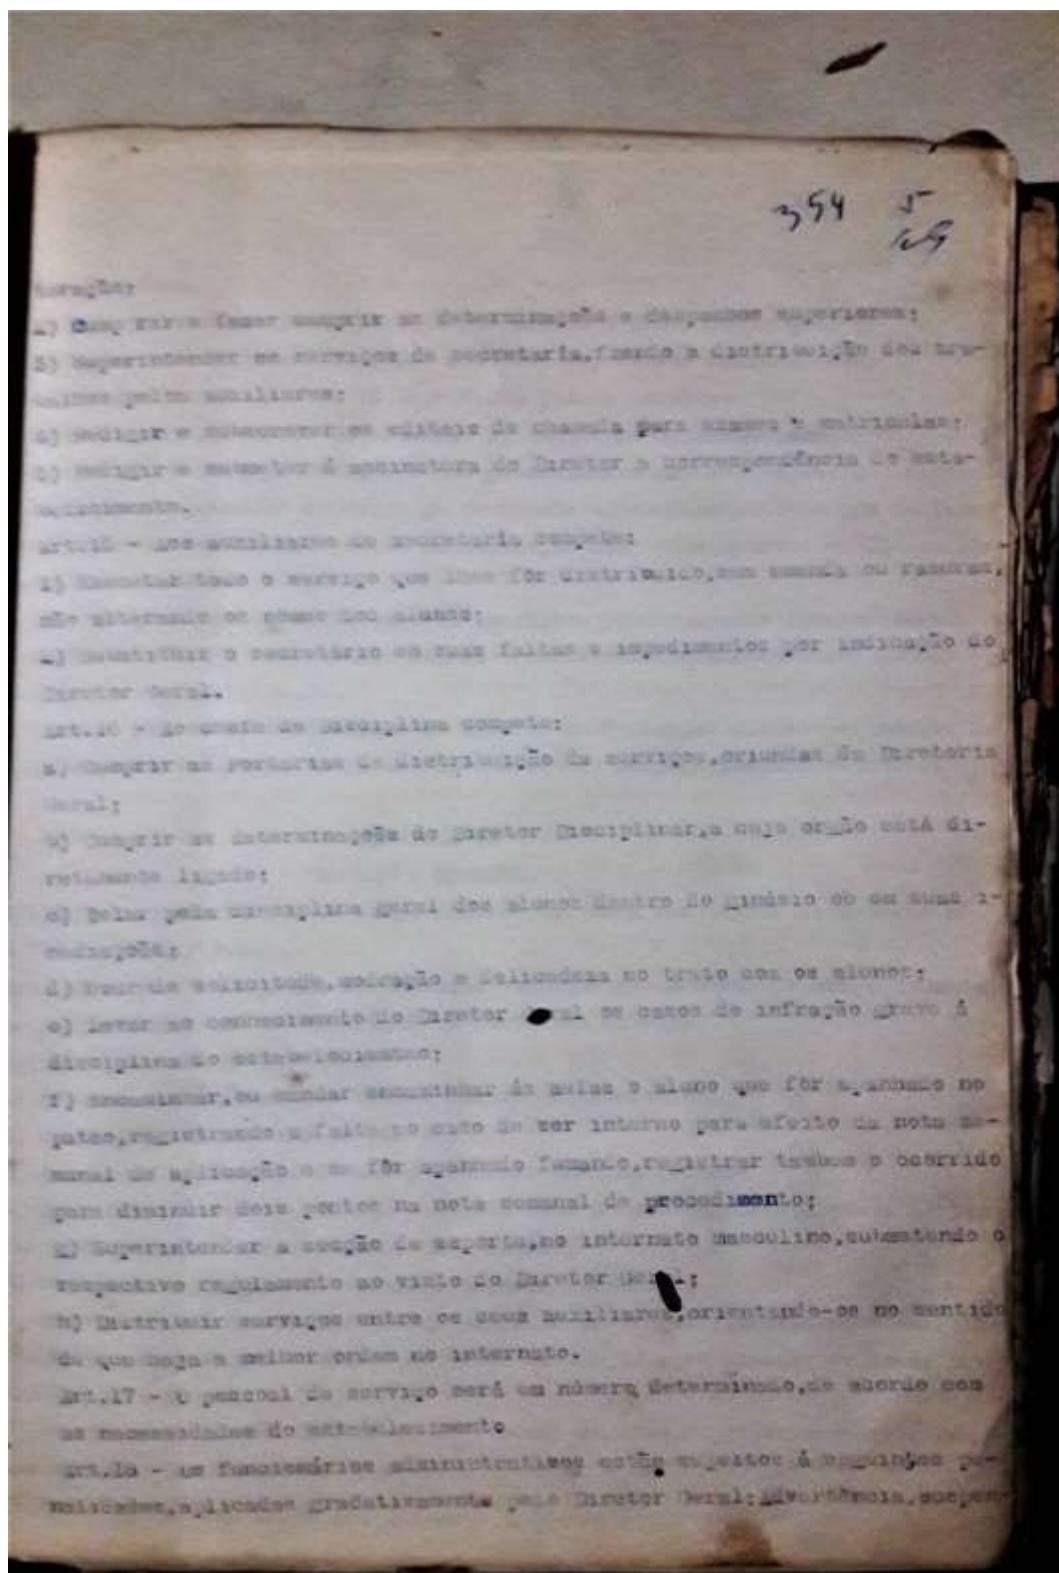 354 5
2) Cumprir e fazer cumprir as determinações e despachos superiores;
3) Superintender os serviços da secretaria, fazendo a distribuição dos tra-
balhos pelos auxiliares;
4) Redigir e subscrever os editais de chamada para exames e matriculas;
5) Redigir e submeter á assinatura do Diretor a correspondência do esta-
belecimento.
Art.15 - Aos auxiliares de secretaria compete:
1) Executar todo o serviço que lhes fôr distribuido, sem emenda ou rasuras,
não alterando os nomes dos alunos;
2) Substituir o secretário em suas faltas e impedimentos por indicação do
Diretor Geral.
Art.16 - Ao chefe de Disciplina compete:
a) Cumprir as Portarias de distribuição de serviços,oriundas da Diretoria
Geral;
b) Cumprir as determinações do Diretor Disciplinar,a cujo orgão está di-
retamente ligado;
c) Zelar pela disciplina geral dos alunos dentro do ginásio ou em suas i-
mediações;
d) Usar de solicitude,moderação e delicadeza no trato com os alunos;
e) Levar ao conhecimento do Diretor Geral os casos de infração grave á
disciplina do estabelecimento;
f) Encaminhar,ou mandar encaminhar ás aulas o aluno que fôr apanhado no
pateo,registrando a falta no caso de ser interno para efeito da nota se-
manal de aplicação e se fôr apanhado fumando,registrar tambem o ocorrido
para diminuir dois pontos na nota semanal de procedimento;
g) Superintender a secção de esporte,no internato masculino,submetendo o
respectivo regulamento ao visto do Diretor Geral;
h) Distribuir serviços entre os seus auxiliares,orientando-os no sentido
de que haja a melhor ordem no internato.
Art.17 - O pessoal de serviço será em número determinado,de acordo com
as necessidades do estabelecimento
Art.18 - Os funcionários administrativos estão sujeitos á seguintes pe-
nalidades,aplicadas gradativamente pelo Diretor Geral:Advertência,suspen-